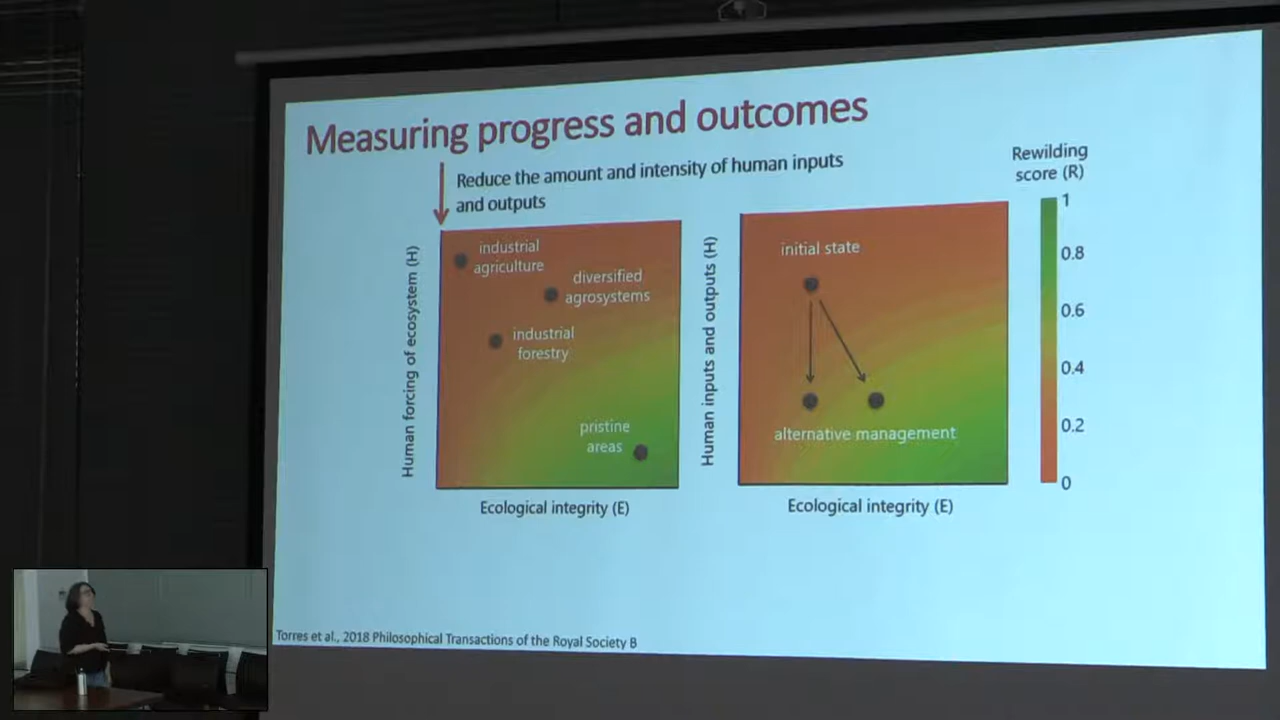 Measuring progress and outcomes
Reduce the amount and intensity of human inputs
and outputs
Human forcing of ecosystem (H)
industrial
agriculture
diversified
agrosystems
industrial
forestry
pristine
areas
Ecological integrity (E)
Human inputs and outputs (H)
initial state
alternative management
Ecological integrity (E)
Rewilding
score (R)
1
0.8
0.6
0.4
0.2
0
Torres et al., 2018 Philosophical Transactions of the Royal Society B